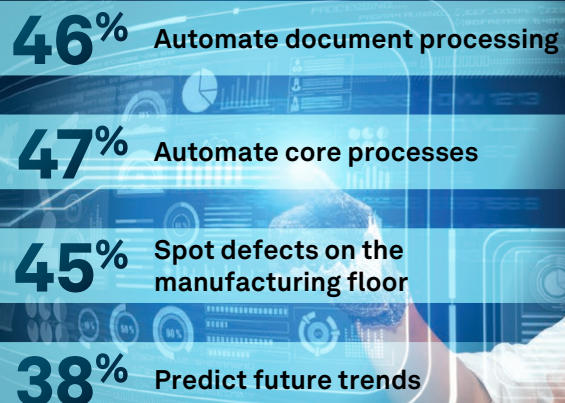 46% Automate document processing
47% Automate core processes
45% Spot defects on the
manufacturing floor
38% Predict future trends